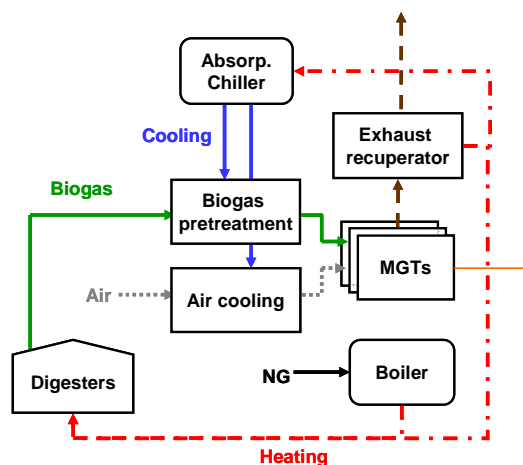 Absorp.
Chiller
Cooling
Exhaust
recuperator
Biogas
Biogas
pretreatment
MGTs
Air
Air cooling
Digesters
NG
Boiler
Heating